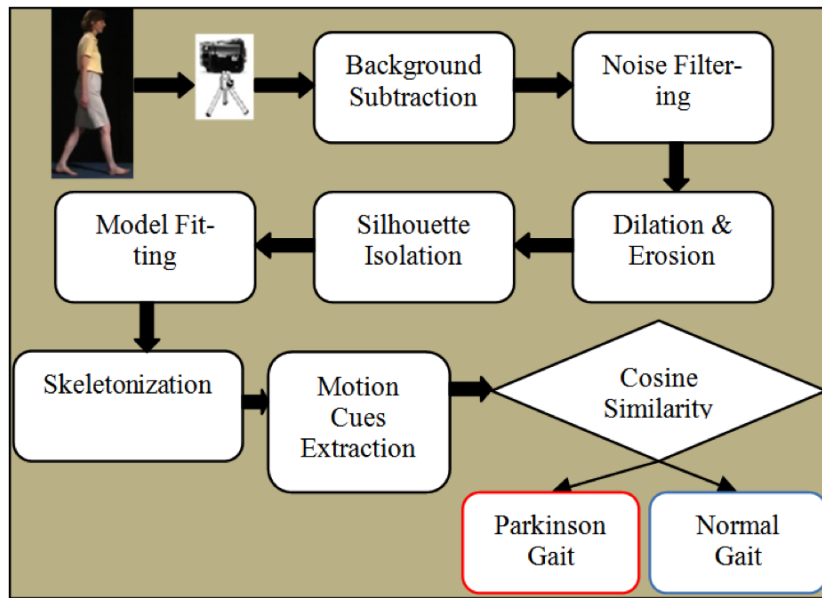 Background
Subtraction
Noise Filter-
ing
Dilation &
Erosion
Silhouette
Isolation
Model Fit-
ting
Skeletonization
Motion
Cues
Extraction
Cosine
Similarity
Parkinson
Gait
Normal
Gait